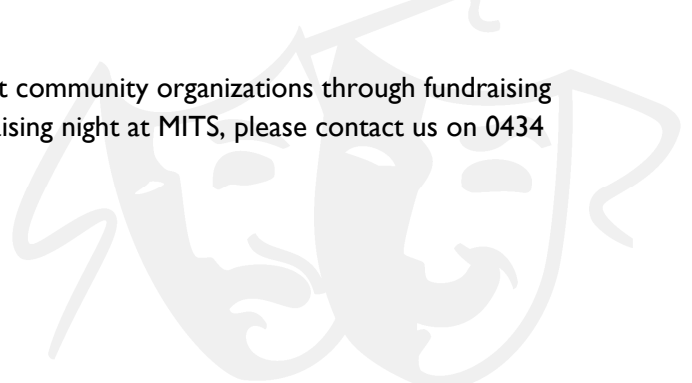 t community organizations through fundraising
ising night at MITS, please contact us on 0434